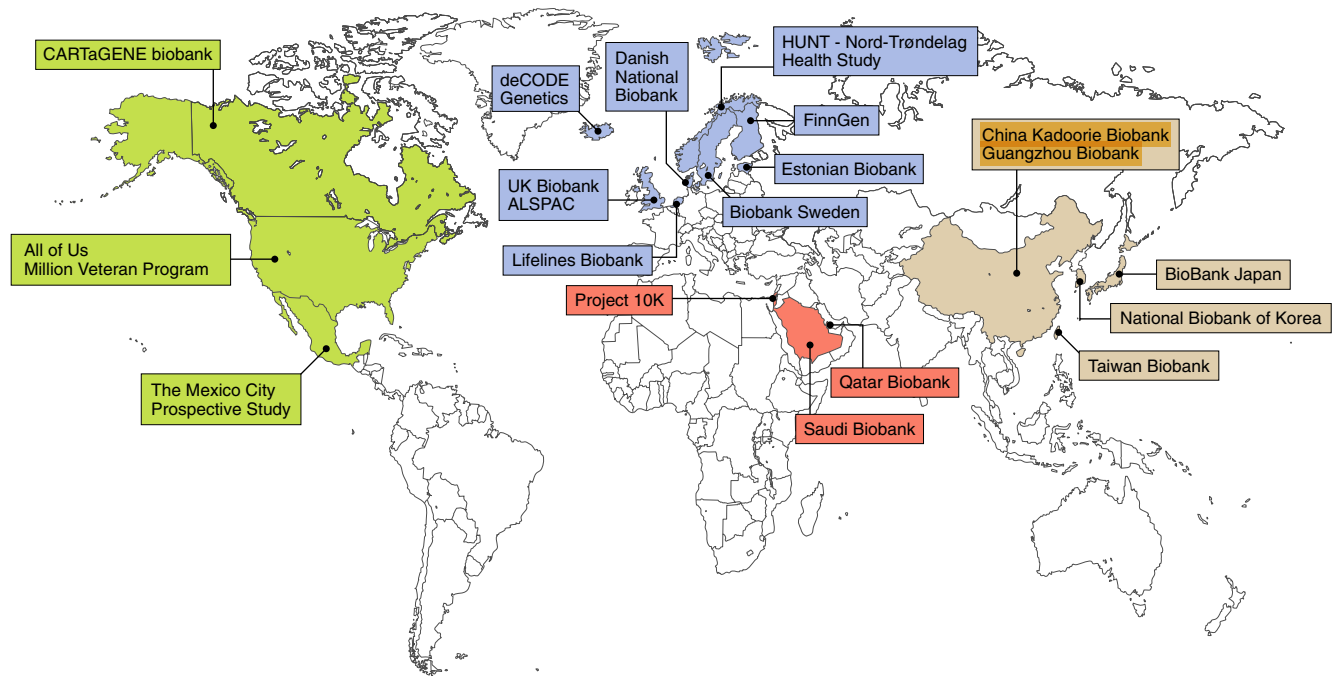 CARTaGENE biobank
All of Us
Million Veteran Program
The Mexico City
Prospective Study
deCODE
Genetics
Danish
National
Biobank
HUNT - Nord-Trøndelag
Health Study
FinnGen
Estonian Biobank
UK Biobank
ALSPAC
Biobank Sweden
Lifelines Biobank
Project 10K
Qatar Biobank
Saudi Biobank
China Kadoorie Biobank
Guangzhou Biobank
BioBank Japan
National Biobank of Korea
Taiwan Biobank